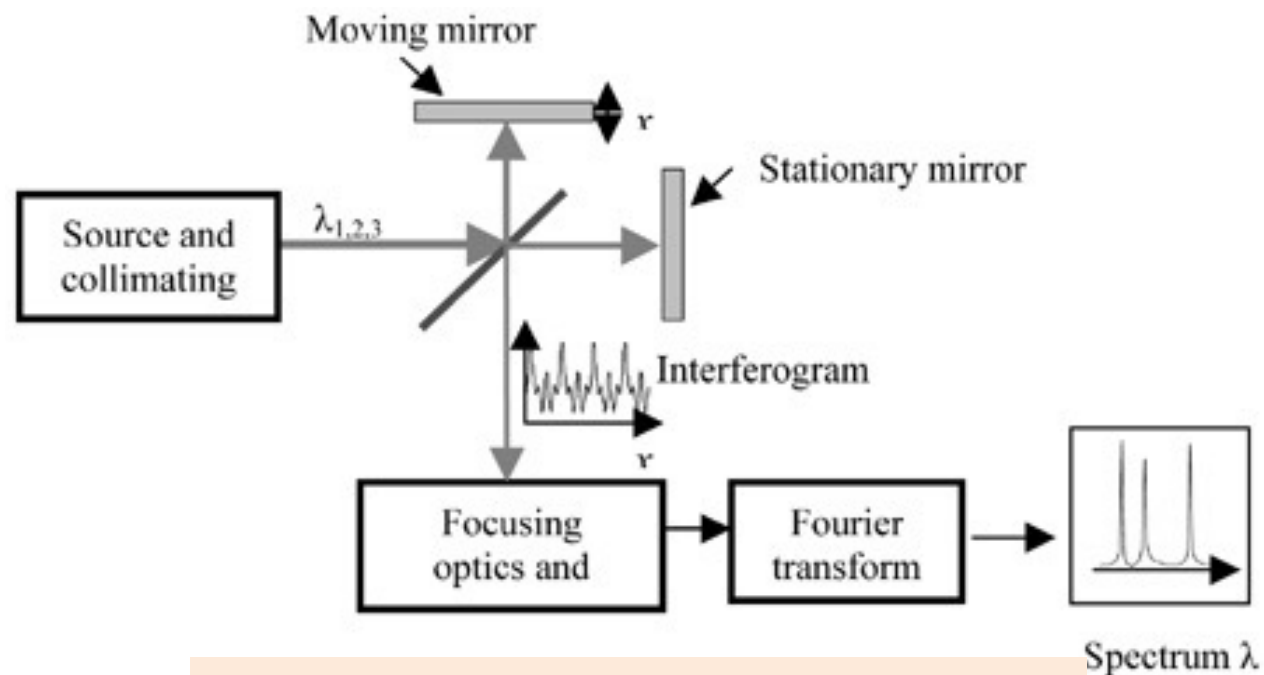 Moving mirror
x
Stationary mirror
Source and
collimating
λ1,2,3
Interferogram
x
Focusing
optics and
Fourier
transform
Spectrum λ